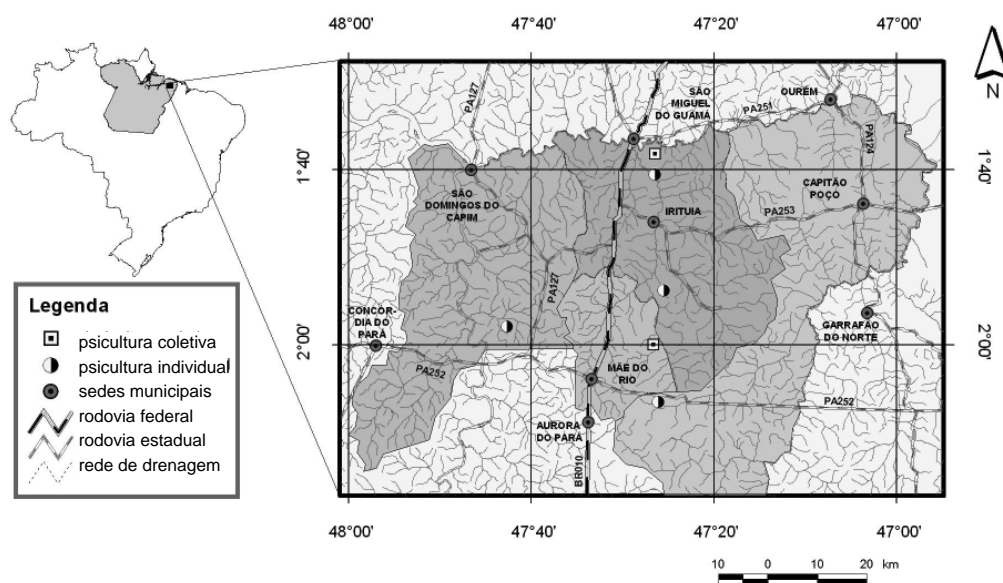 48°00'
47°40'
47°20'
47°00'
N
PA127
SÃO
MIGUEL
DO GUAMÁ
PA251
OURÉM
PA124
1°40'
1°40'
SÃO
DOMINGOS DO
CAPIM
IRITUIA
PA253
CAPITÃO
POÇO
PA127
CONCÓR-
DIA DO
PARÁ
GARRAFÃO
DO NORTE
2°00'
2°00'
PA252
MÃE DO
RIO
PA252
AURORA
DO PARÁ
BR010
48°00'
47°40'
47°20'
47°00'
10 0 10 20 km
Legenda
psicultura coletiva
psicultura individual
sedes municipais
rodovia federal
rodovia estadual
rede de drenagem